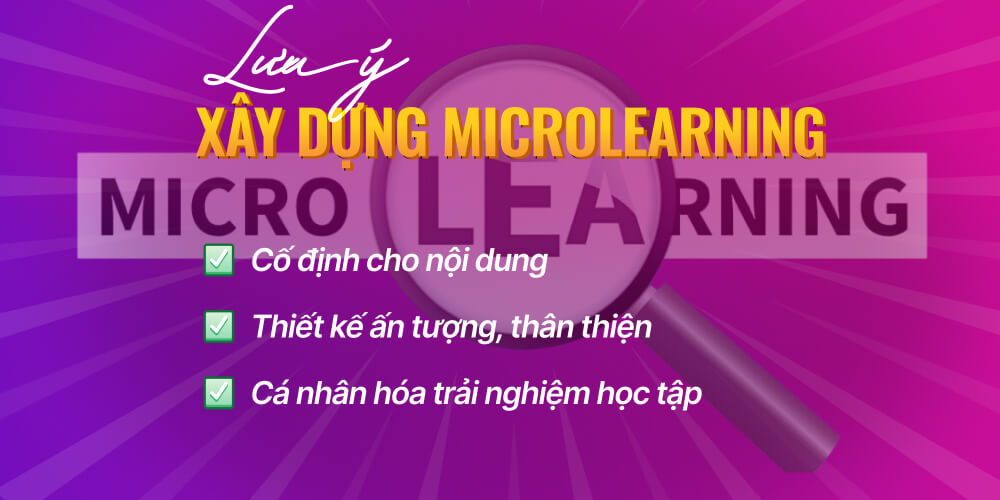 Lưu ý
XÂY DỰNG MICROLEARNING
MICRO LEARNING
Cố định cho nội dung
Thiết kế ấn tượng, thân thiện
Cá nhân hóa trải nghiệm học tập